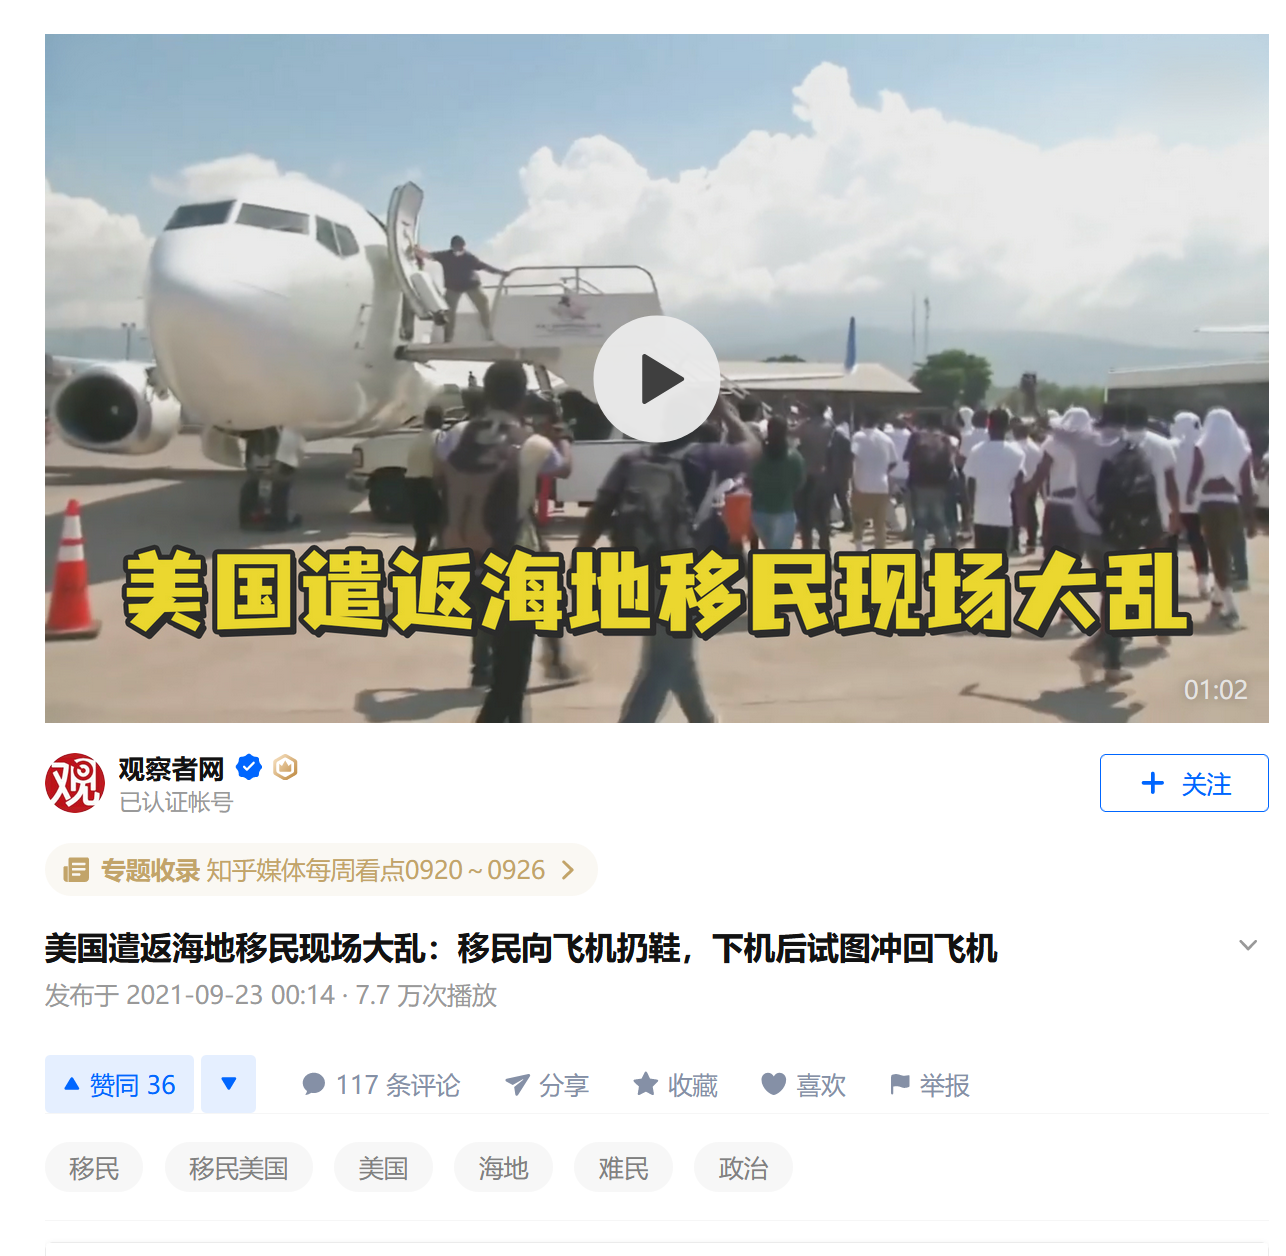 美国遣返海地移民现场大乱
01:02
观
观察者网
已认证帐号
+ 关注
专题收录 知乎媒体每周看点0920～0926
美国遣返海地移民现场大乱：移民向飞机扔鞋，下机后试图冲回飞机
发布于 2021-09-23 00:14 · 7.7 万次播放
赞同 36
117 条评论
分享
收藏
喜欢
举报
移民
移民美国
美国
海地
难民
政治